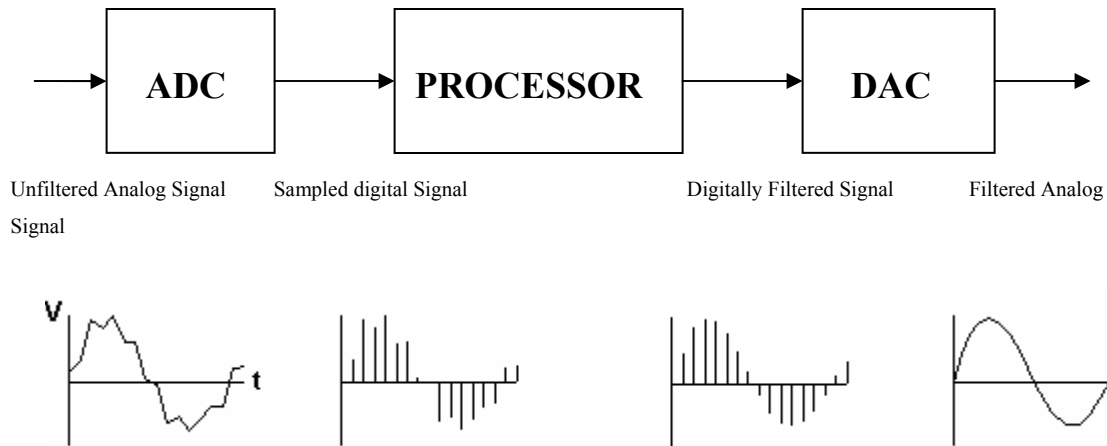 ADC PROCESSOR DAC
Unfiltered Analog Signal Sampled digital Signal Digitally Filtered Signal Filtered Analog
Signal
V
t